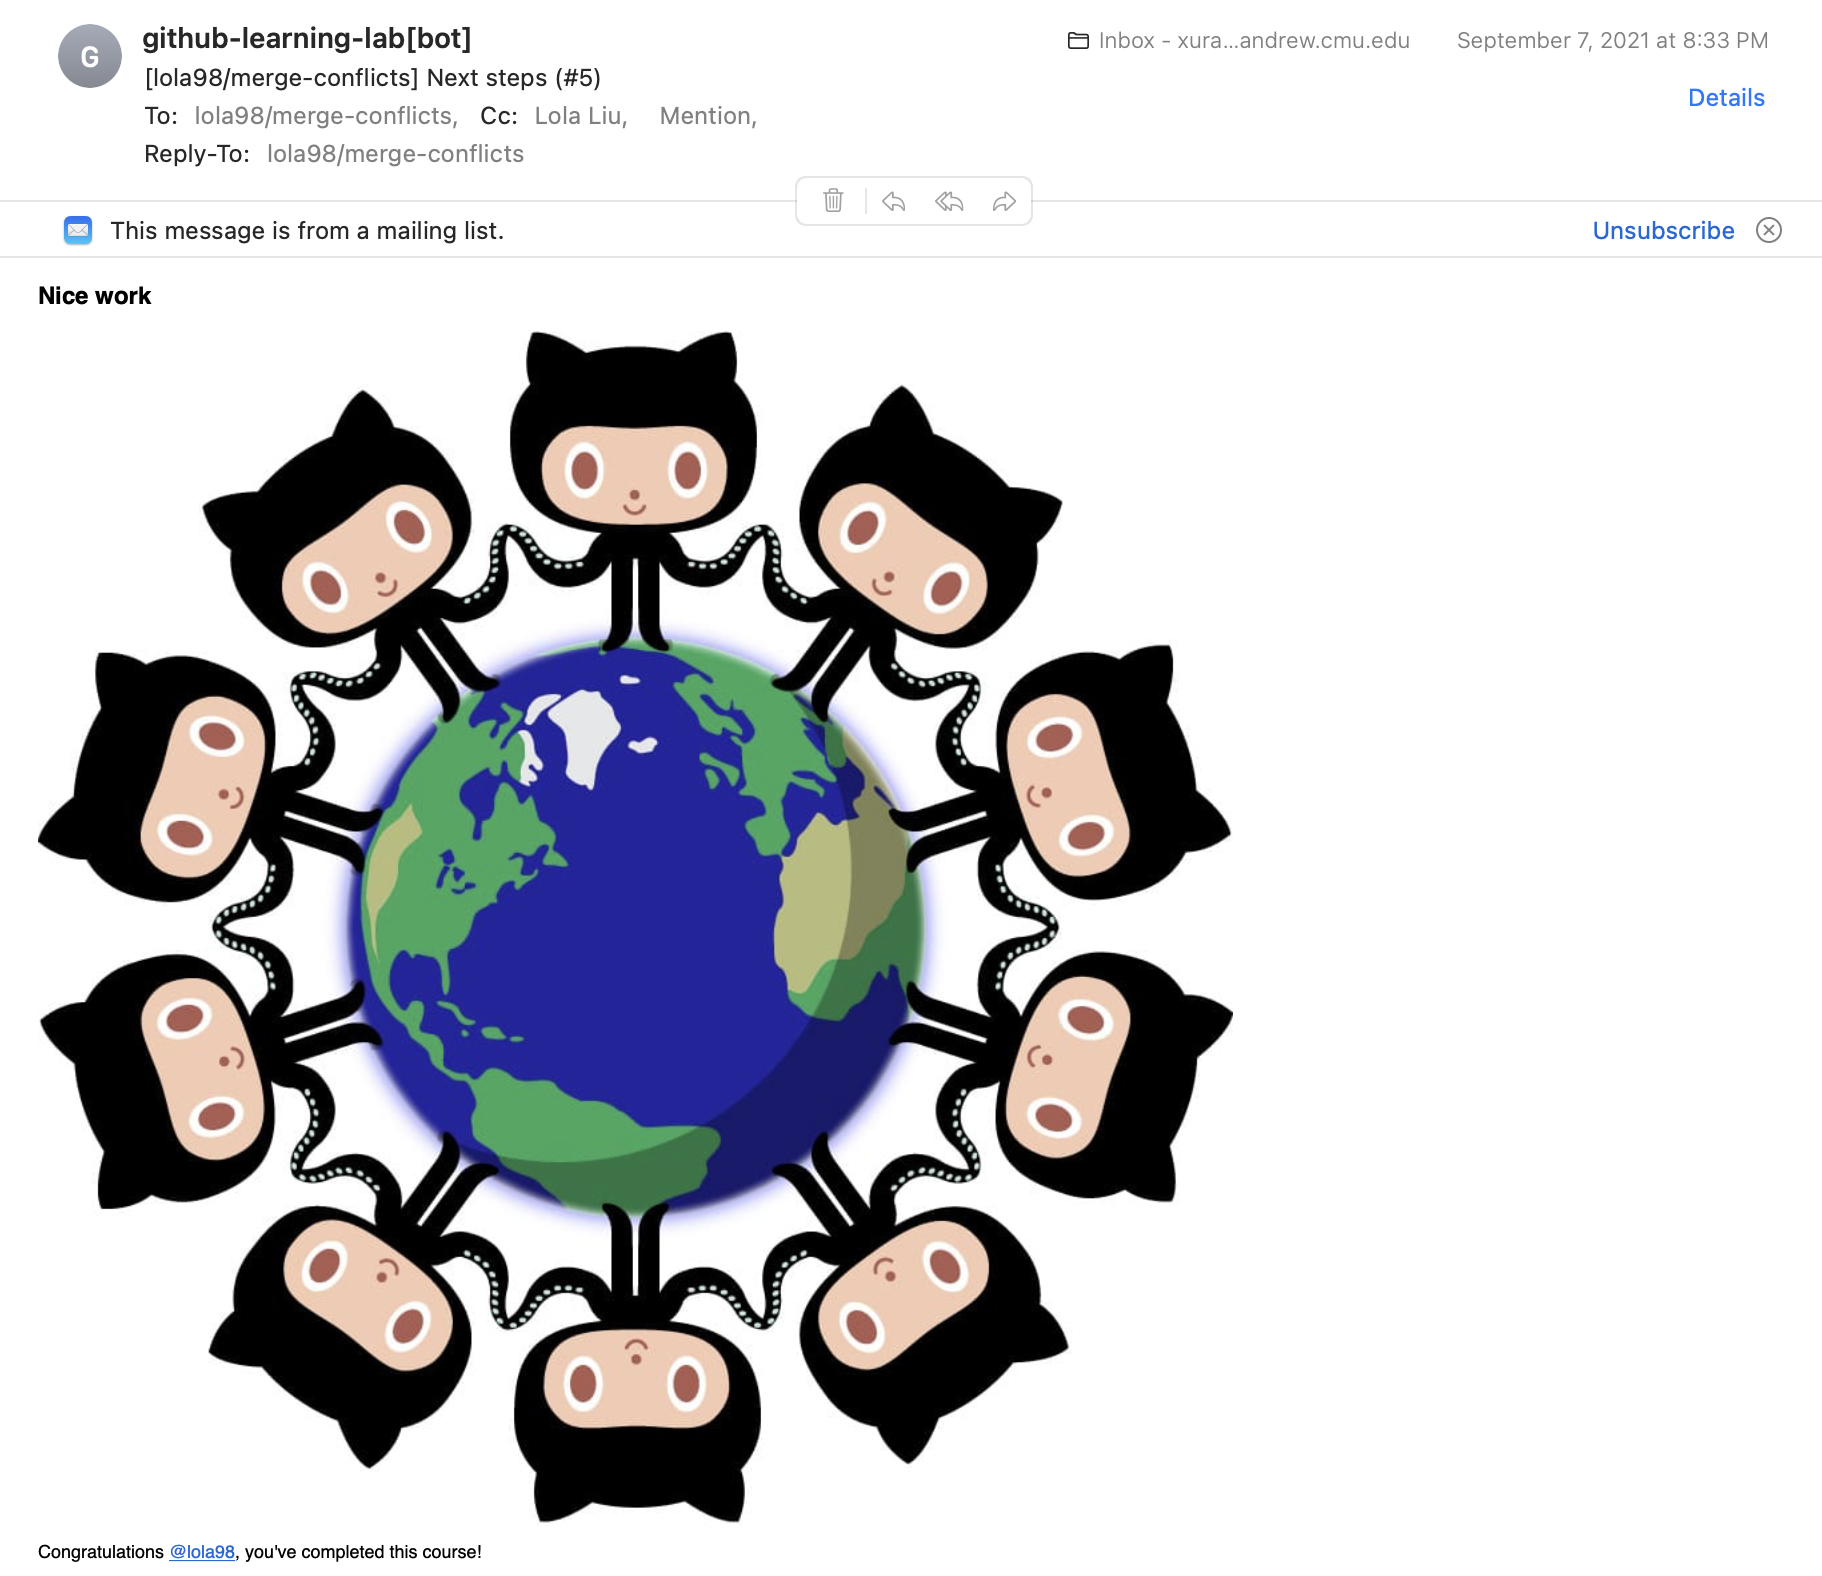 G
github-learning-lab[bot]
Inbox - xura...andrew.cmu.edu
September 7, 2021 at 8:33 PM
[lola98/merge-conflicts] Next steps (#5)
Details
To: lola98/merge-conflicts, Cc: Lola Liu, Mention,
Reply-To: lola98/merge-conflicts
This message is from a mailing list.
Unsubscribe
Nice work
Congratulations @lola98, you've completed this course!